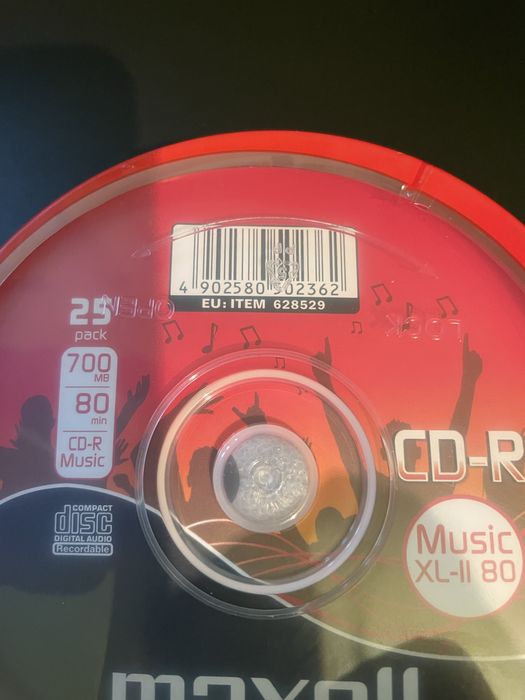 4 902580 502362
EU: ITEM 628529
OPEN
LOCK
25
pack
700
MB
80
min
CD-R
Music
COMPACT
disc
DIGITAL AUDIO
Recordable
CD-R
Music
XL-II 80
maxell